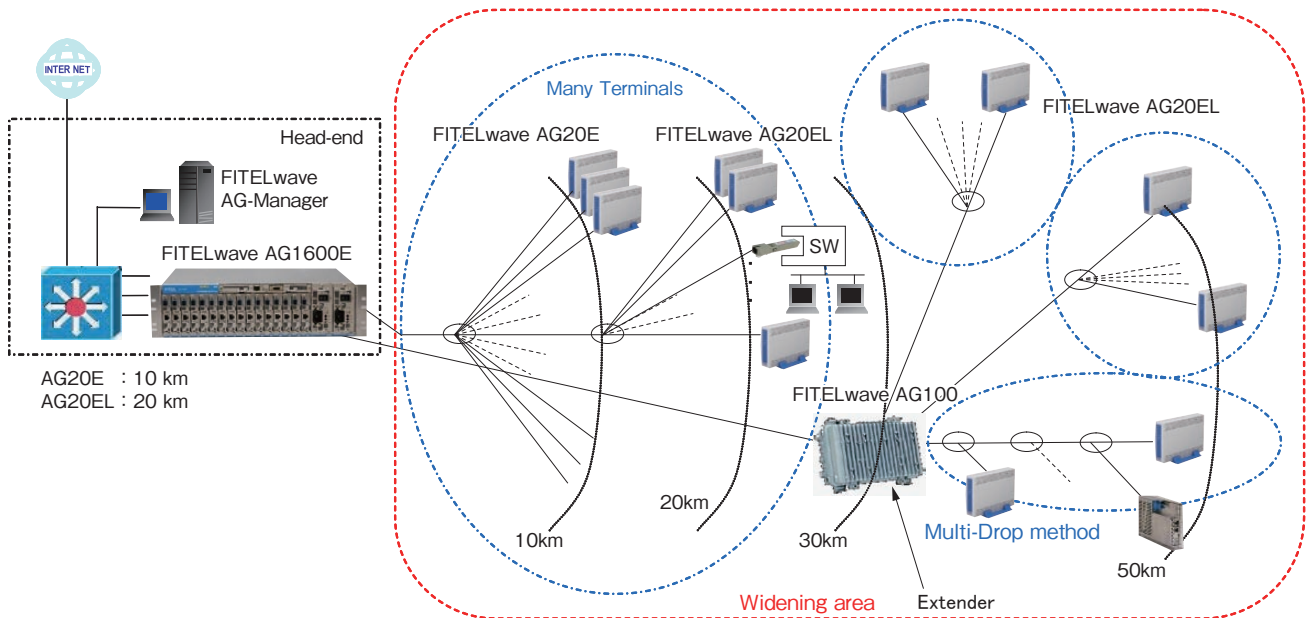 INTER NET
Head-end
FITELwave
AG-Manager
FITELwave AG1600E
AG20E : 10 km
AG20EL : 20 km
Many Terminals
FITELwave AG20E
FITELwave AG20EL
SW
10km
20km
30km
FITELwave AG20EL
FITELwave AG100
Multi-Drop method
50km
Widening area
Extender